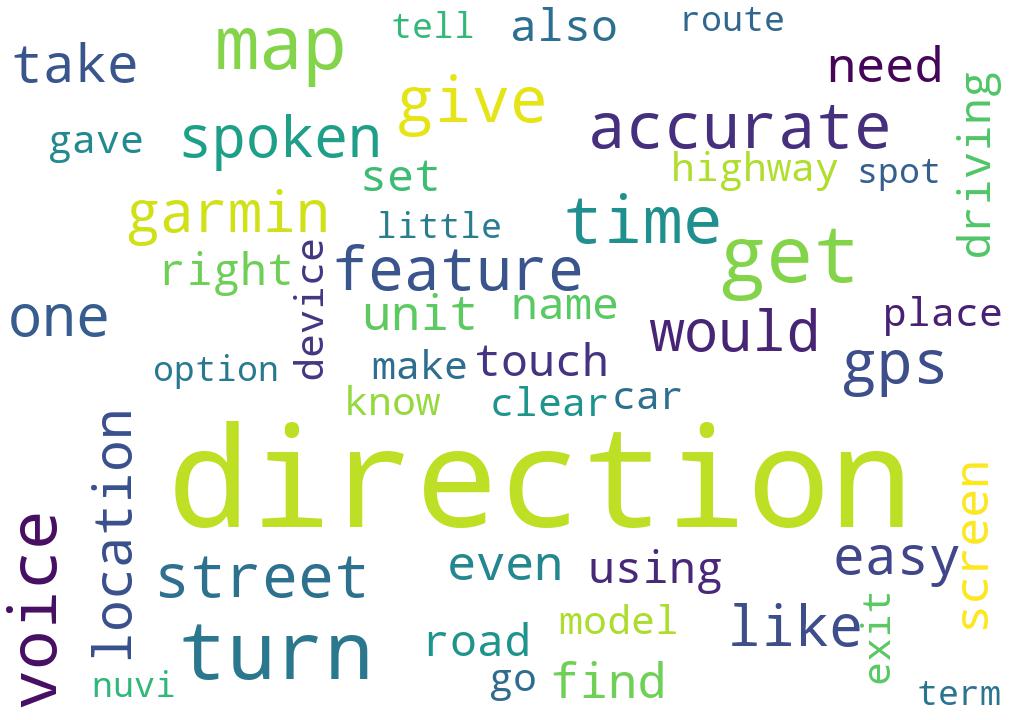 tell also route
take map need
give
gave spoken accurate driving
set highway spot
garmin little time
right device feature get
one unit name would place
option make touch gps
know clear car
location direction
voice screen
street even using easy
turn road model like exit
nuvi go find term